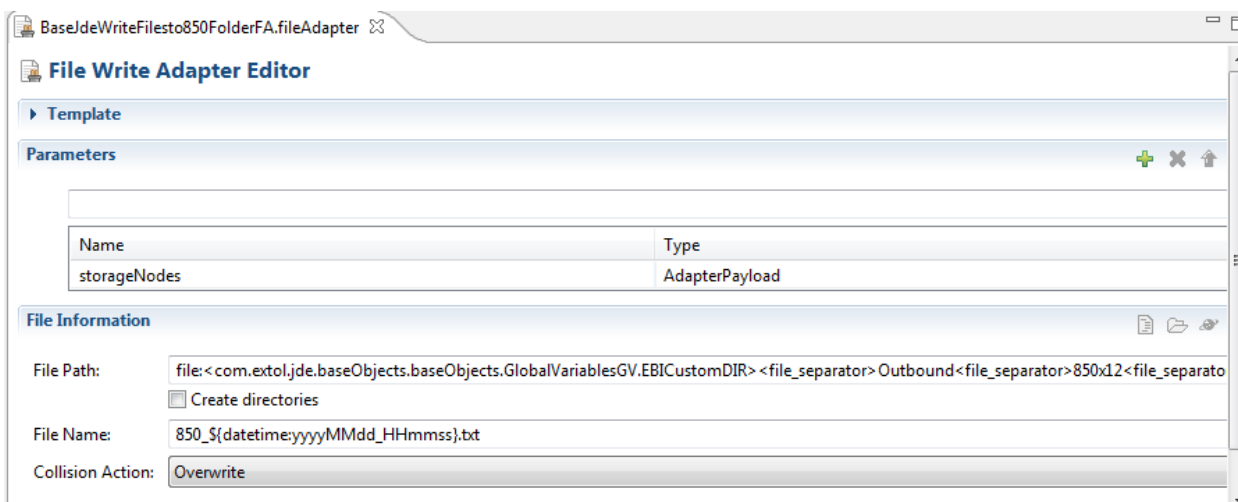 BaseJdeWriteFilesto850FolderFA.fileAdapter
File Write Adapter Editor
Template
Parameters
Name Type
storageNodes AdapterPayload
File Information
File Path: file:<com.extol.jde.baseObjects.baseObjects.GlobalVariablesGV.EBICustomDIR><file_separator>Outbound<file_separator>850x12<file_separato
Create directories
File Name: 850_${datetime:yyyyMMdd_HHmmss}.txt
Collision Action: Overwrite